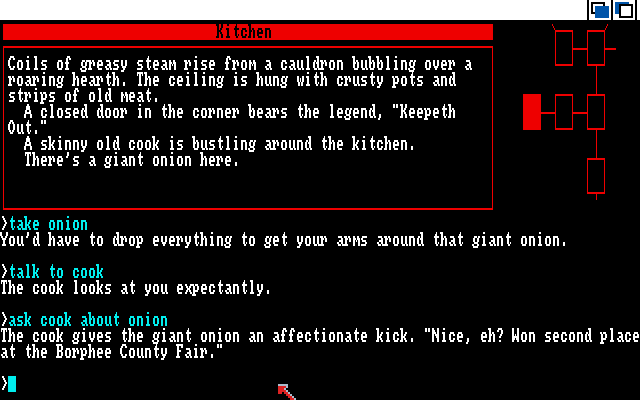 Kitchen
Coils of greasy steam rise from a cauldron bubbling over a
roaring hearth. The ceiling is hung with crusty pots and
strips of old meat.
A closed door in the corner bears the legend, "Keepeth
Out."
A skinny old cook is bustling around the kitchen.
There's a giant onion here.
>take onion
You'd have to drop everything to get your arms around that giant onion.
>talk to cook
The cook looks at you expectantly.
>ask cook about onion
The cook gives the giant onion an affectionate kick. "Nice, eh? Won second place
at the Borphee County Fair."
>